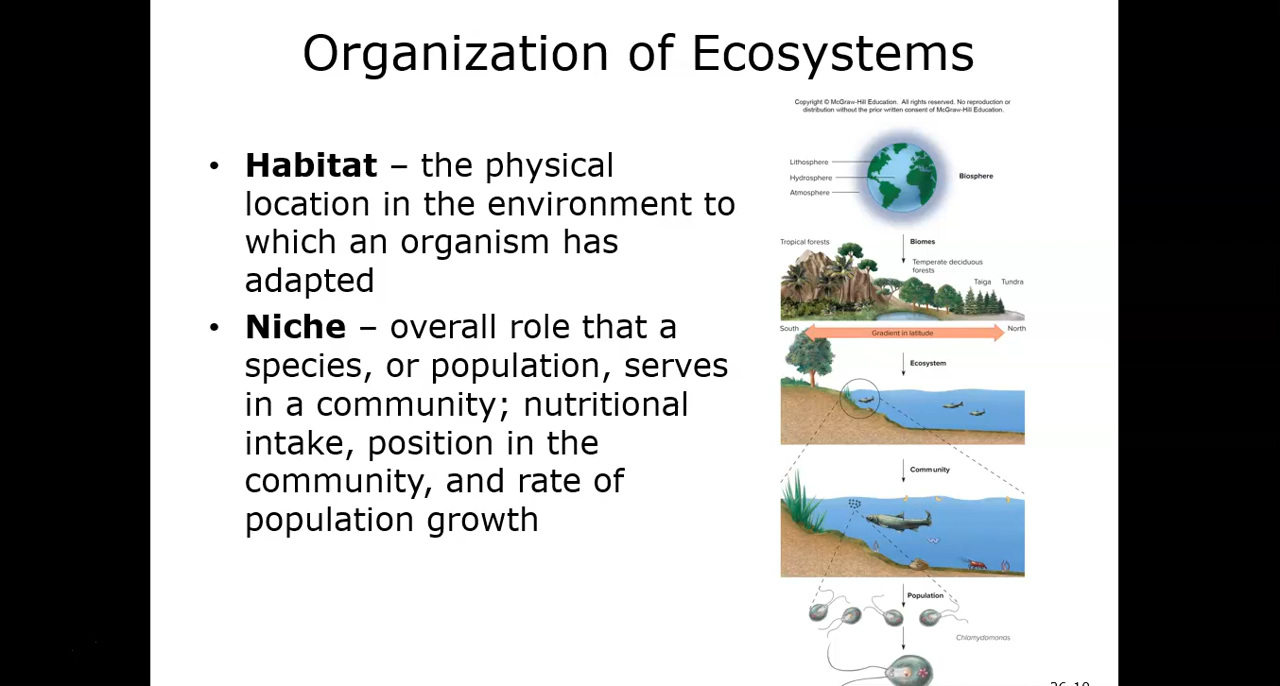 Organization of Ecosystems
• Habitat – the physical
location in the environment to
which an organism has
adapted
• Niche – overall role that a
species, or population, serves
in a community; nutritional
intake, position in the
community, and rate of
population growth
Copyright © McGraw-Hill Education. All rights reserved. No reproduction or
distribution without the prior written consent of McGraw-Hill Education.
Lithosphere
Hydrosphere
Atmosphere
Biosphere
Biomes
Tropical forests
Temperate deciduous
forests
Taiga
Tundra
South
Gradient in latitude
North
Ecosystem
Community
Population
Chlamydomonas